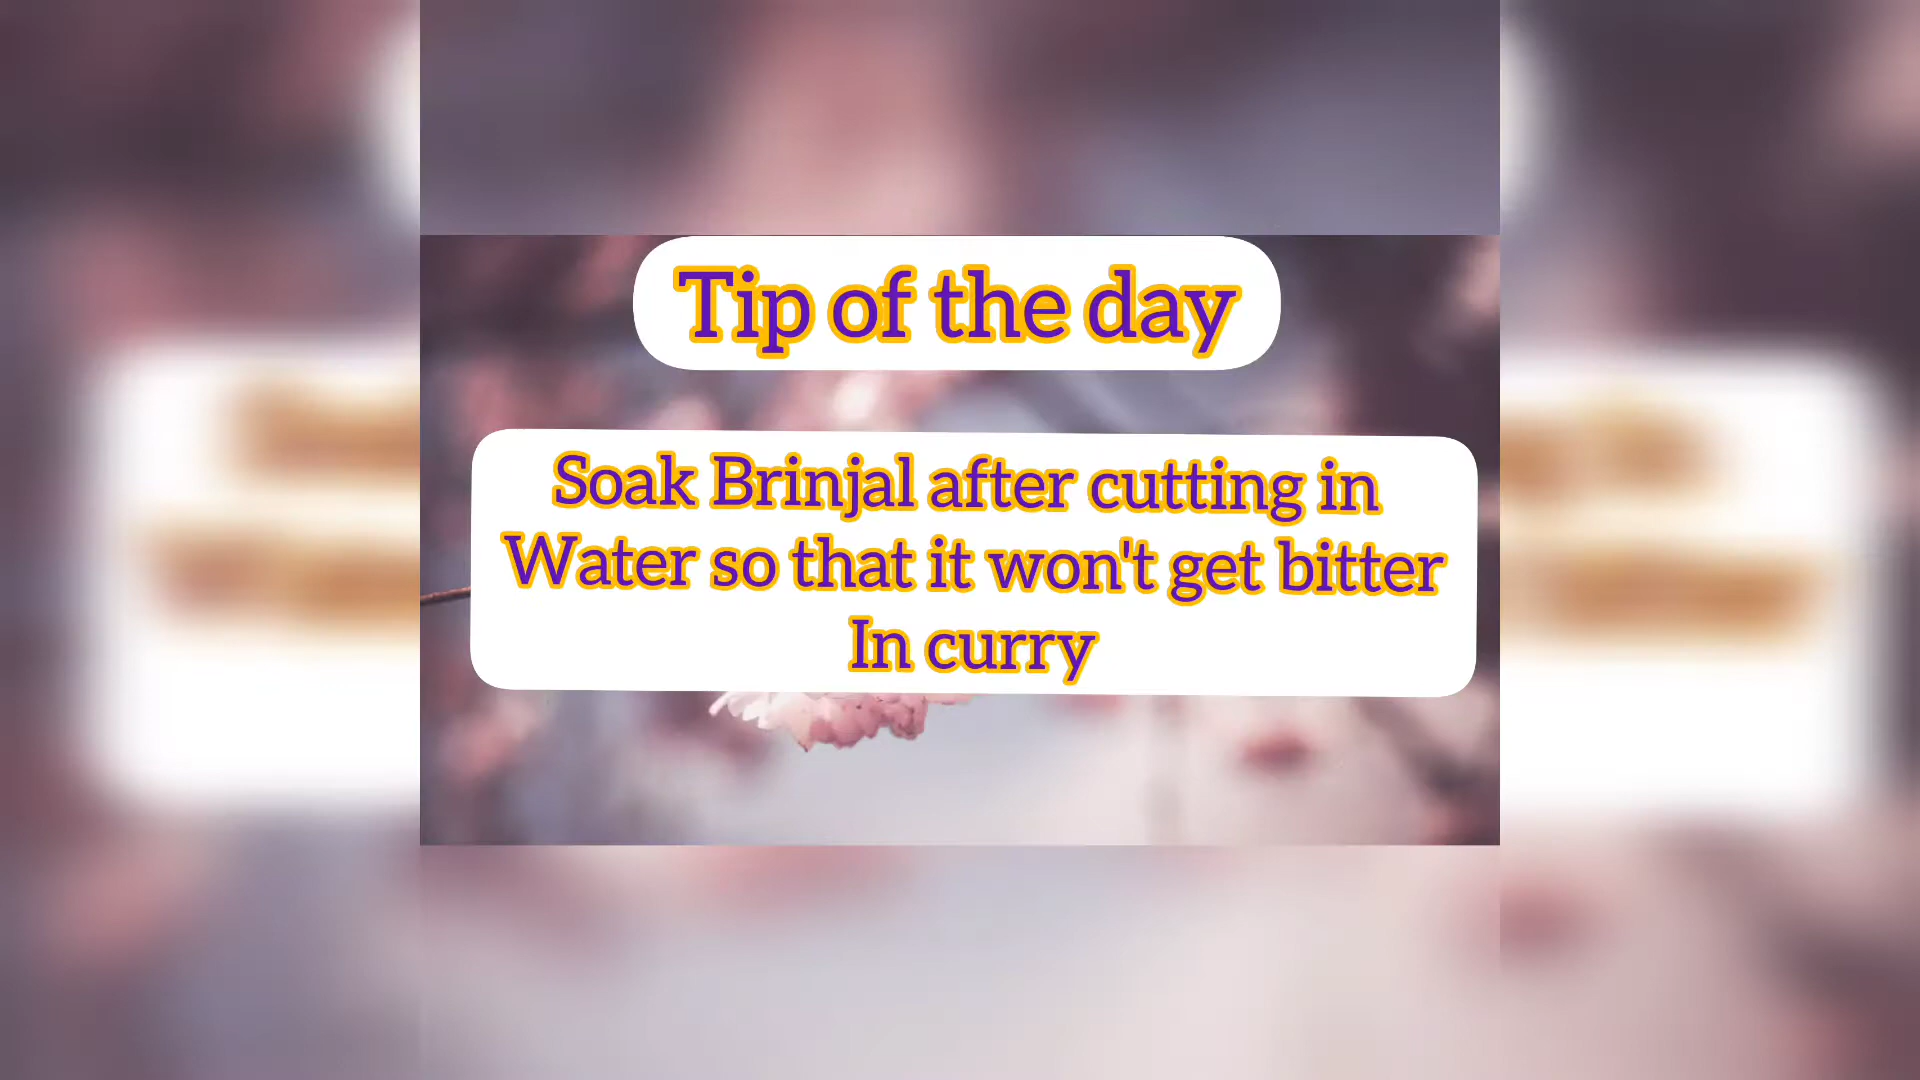 Tip of the day
Soak Brinjal after cutting in
Water so that it won't get bitter
In curry